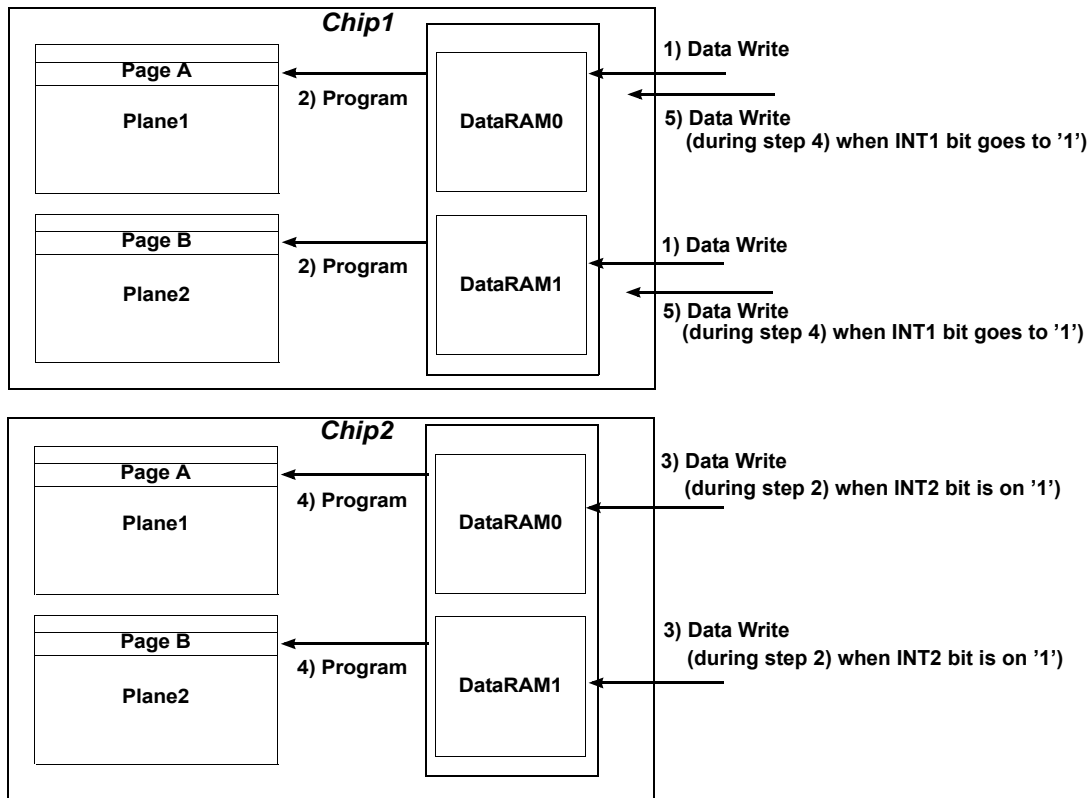 Chip1
Page A
Plane1
2) Program
DataRAM0
1) Data Write
5) Data Write
(during step 4) when INT1 bit goes to ’1’)
Page B
Plane2
2) Program
DataRAM1
1) Data Write
5) Data Write
(during step 4) when INT1 bit goes to ’1’)
Chip2
Page A
Plane1
4) Program
DataRAM0
3) Data Write
(during step 2) when INT2 bit is on ’1’)
Page B
Plane2
4) Program
DataRAM1
3) Data Write
(during step 2) when INT2 bit is on ’1’)